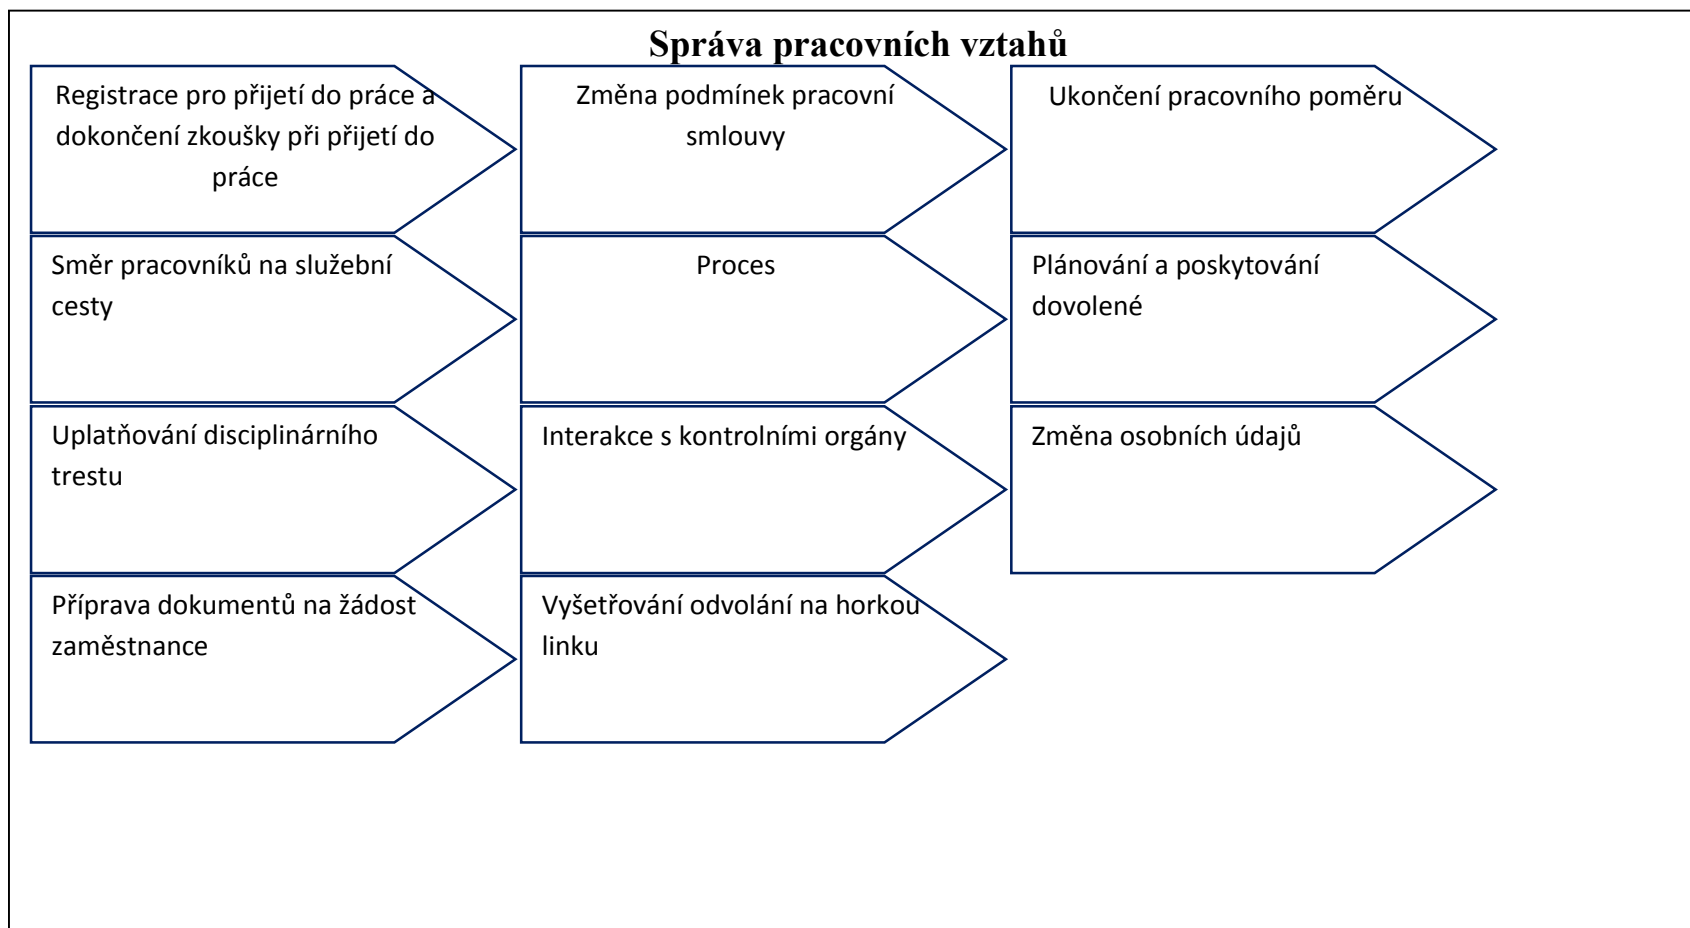 Správa pracovních vztahů
Registrace pro přijetí do práce a
dokončení zkoušky při přijetí do
práce
Změna podmínek pracovní
smlouvy
Ukončení pracovního poměru
Směr pracovníků na služební
cesty
Proces
Plánování a poskytování
dovolené
Uplatňování disciplinárního
trestu
Interakce s kontrolními orgány
Změna osobních údajů
Příprava dokumentů na žádost
zaměstnance
Vyšetřování odvolání na horkou
linku